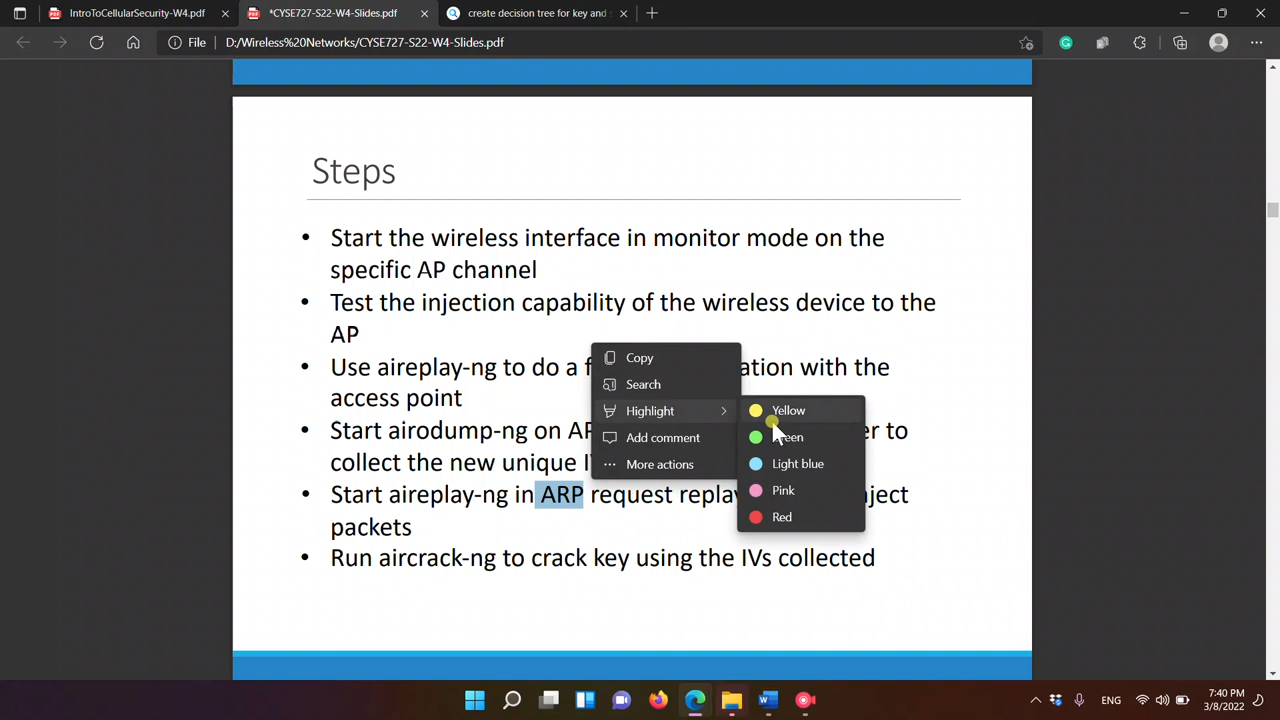 IntroToCellularSecurity-W4.pdf
*CYSE727-S22-W4-Slides.pdf
create decision tree for key and
File
D:/Wireless%20Networks/CYSE727-S22-W4-Slides.pdf
Steps
• Start the wireless interface in monitor mode on the
specific AP channel
• Test the injection capability of the wireless device to the
AP
• Use aireplay-ng to do a f ation with the
access point
• Start airodump-ng on AP er to
collect the new unique I
• Start aireplay-ng in ARP request replay ject
packets
• Run aircrack-ng to crack key using the IVs collected
Copy
Search
Highlight
Add comment
More actions
Yellow
Light blue
Pink
Red
ENG
7:40 PM
3/8/2022